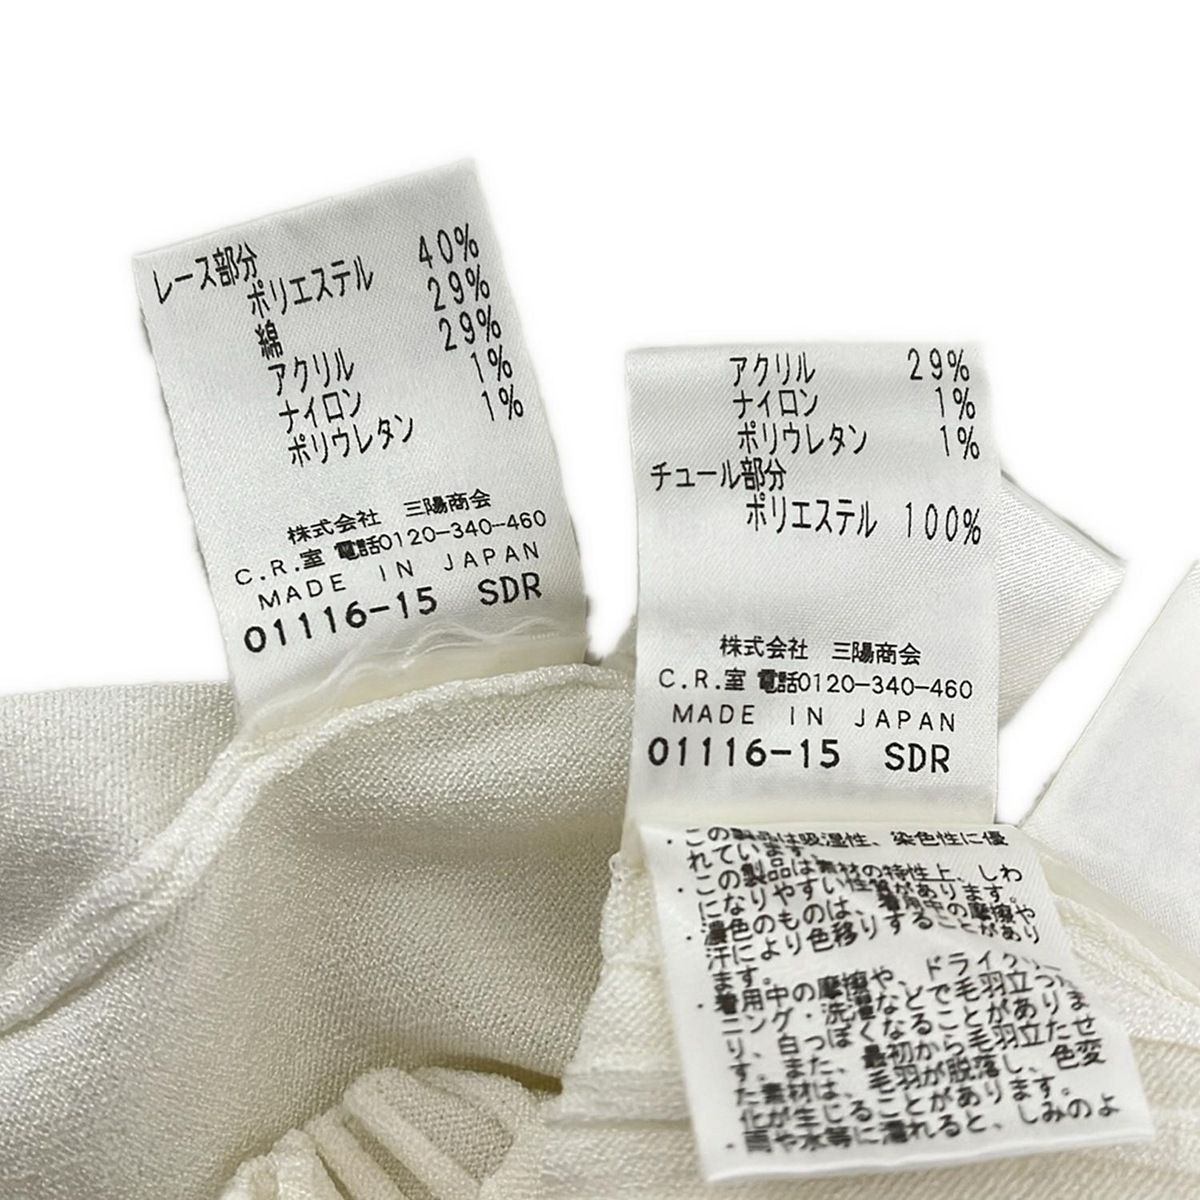 レース部分
ポリエステル 40%
綿 29%
アクリル 29%
ナイロン 1%
ポリウレタン 1%
株式会社 三陽商会
C.R.室 電話0120-340-460
MADE IN JAPAN
01116-15 SDR
アクリル 29%
ナイロン 1%
ポリウレタン 1%
チュール部分
ポリエステル 100%
株式会社 三陽商会
C.R.室 電話0120-340-460
MADE IN JAPAN
01116-15 SDR
・この製品は吸湿性、染色性に優
れています。
・この製品は素材の特性上、しわ
になりやすい性質があります。
・濃色のものは、着用中の摩擦や
汗により色移りすることがあり
ます。
・着用中の摩擦や、ドライクリ
ニング・洗濯などで毛羽立った
り、白っぽくなることがありま
す。また、最初から毛羽立たせ
た素材は、毛羽が脱落し、色変
化が生じることがあります。
・雨や水等に濡れると、しみのよ